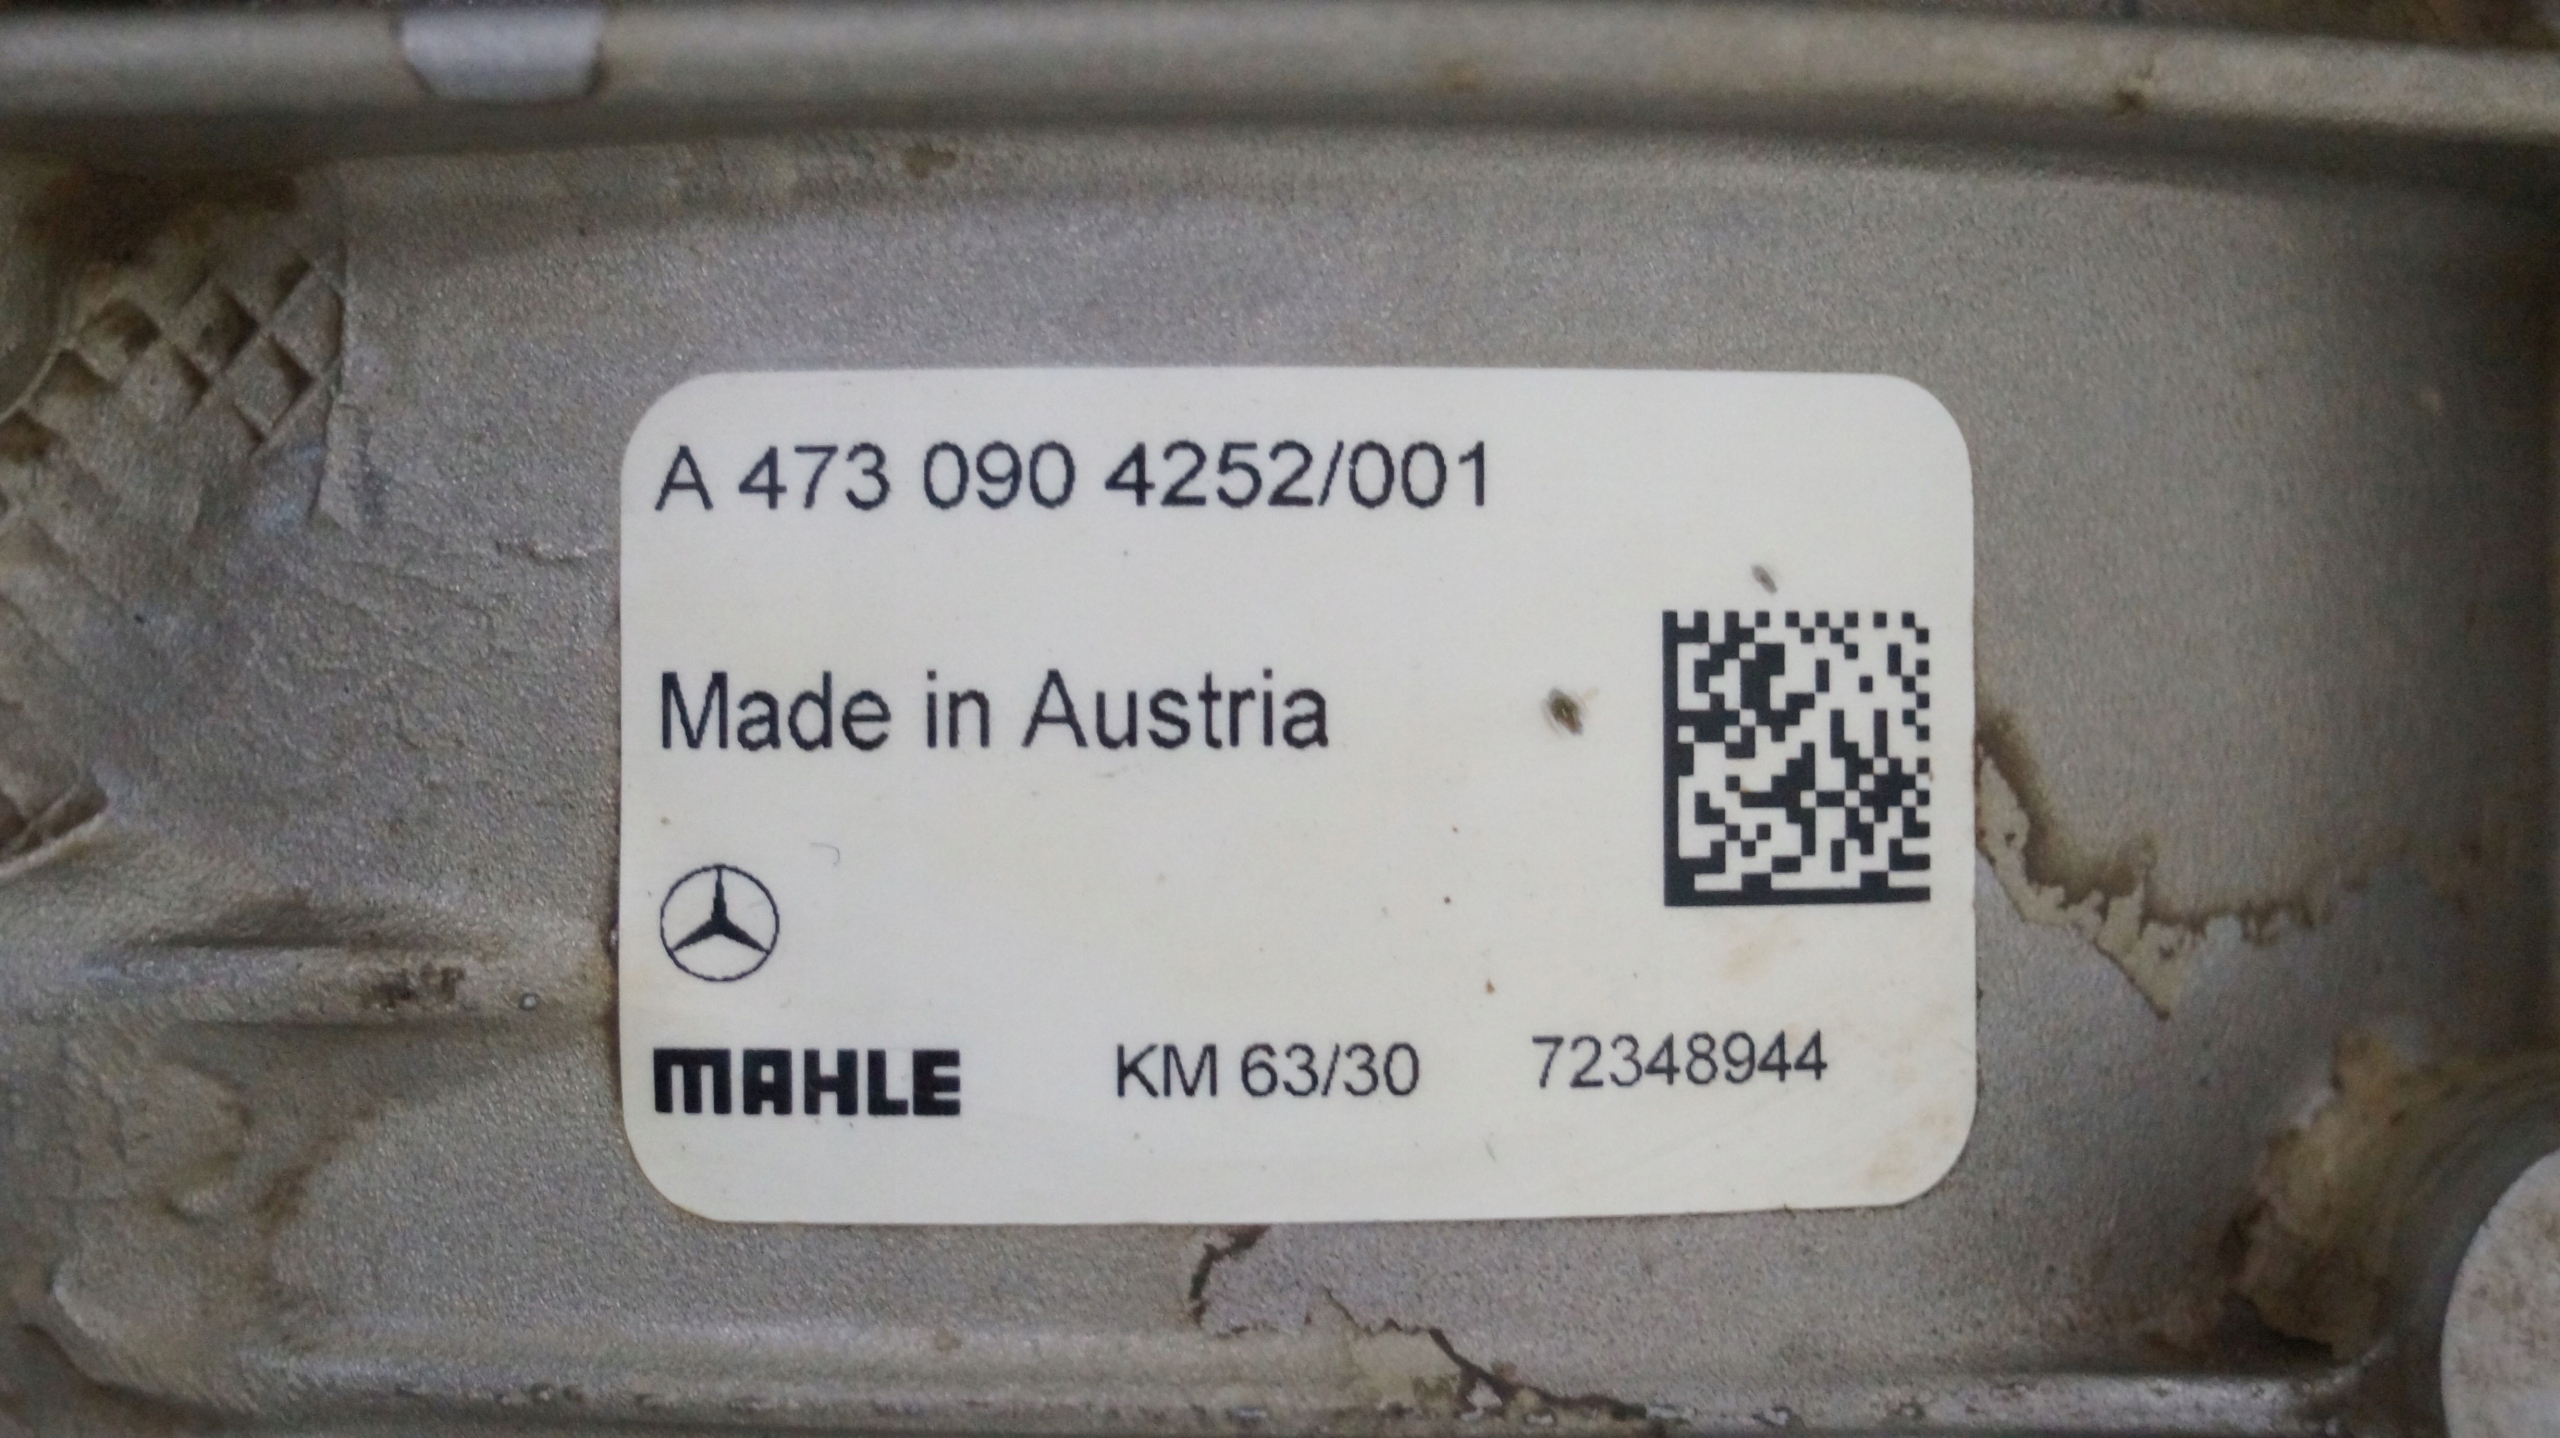 A 473 090 4252/001
Made in Austria
MAHLE KM 63/30 72348944